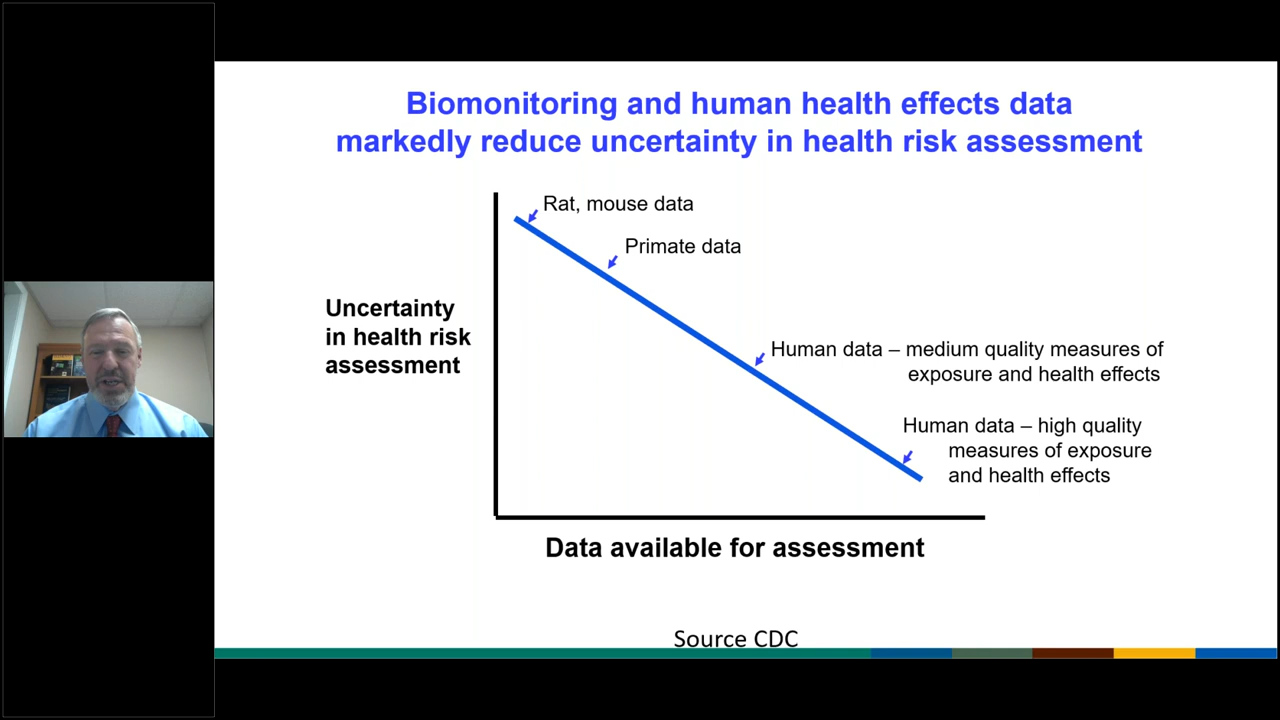 Biomonitoring and human health effects data
markedly reduce uncertainty in health risk assessment
Rat, mouse data
Primate data
Uncertainty
in health risk
assessment
Human data – medium quality measures of
exposure and health effects
Human data – high quality
measures of exposure
and health effects
Data available for assessment
Source CDC